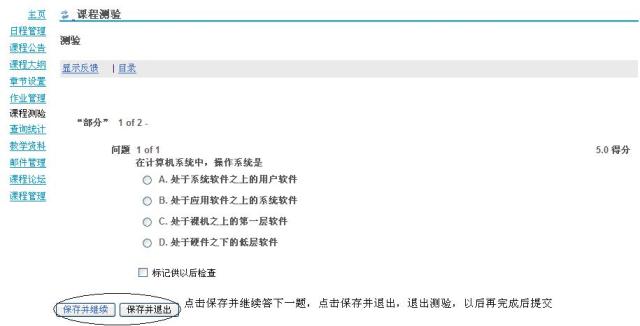 主页
日程管理
课程公告
课程大纲
章节设置
作业管理
课程测验
查询统计
教学资料
邮件管理
课程论坛
课程管理
课程测验
测验
显示反馈 | 目录
“部分” 1 of 2 -
问题 1 of 1 5.0 得分
在计算机系统中，操作系统是
A. 处于系统软件之上的用户软件
B. 处于应用软件之上的系统软件
C. 处于裸机之上的第一层软件
D. 处于硬件之下的低层软件
标记供以后检查
保存并继续 保存并退出 点击保存并继续答下一题，点击保存并退出，退出测验，以后再完成后提交